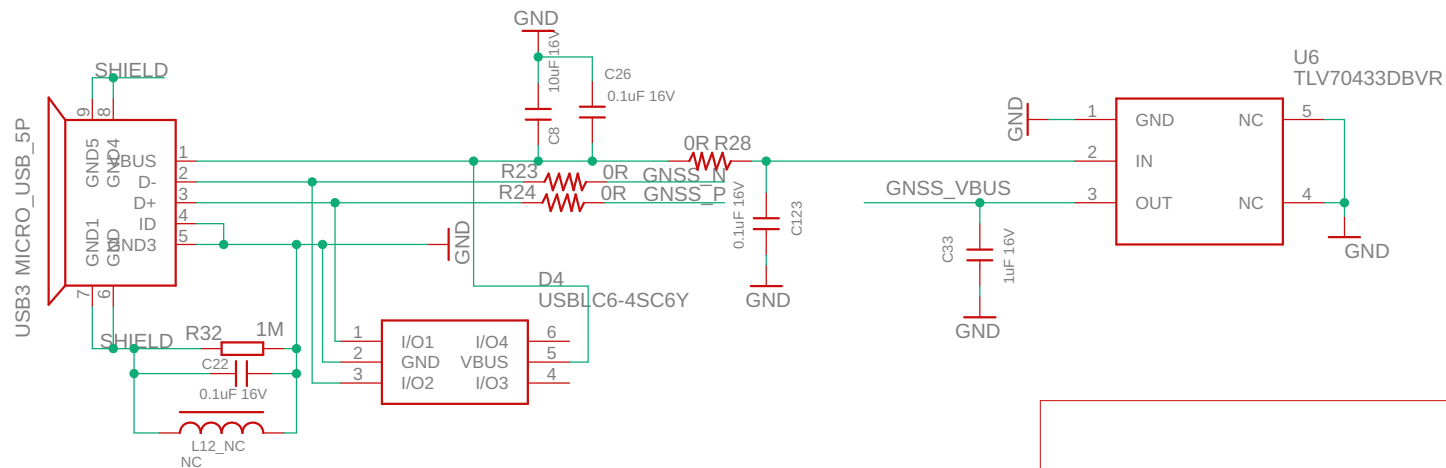 GND
10uF 16V
C8
C26
0.1uF 16V
U6
TLV70433DBVR
SHIELD
9
8
USB3 MICRO_USB_5P
GND5
GND4
VBUS
D-
D+
ID
GND3
GND1
GND
1
2
3
4
5
7
6
R23
0R
R24
0R
0R R28
GNSS_N
GNSS_P
0.1uF 16V
C123
GND
GND
GND
1
2
3
GND
IN
OUT
NC
NC
5
4
GND
GNSS_VBUS
C33
1uF 16V
GND
D4
USBLC6-4SC6Y
1
2
3
I/O1
GND
I/O2
I/O4
VBUS
I/O3
6
5
4
SHIELD
R32
1M
C22
0.1uF 16V
L12_NC
NC